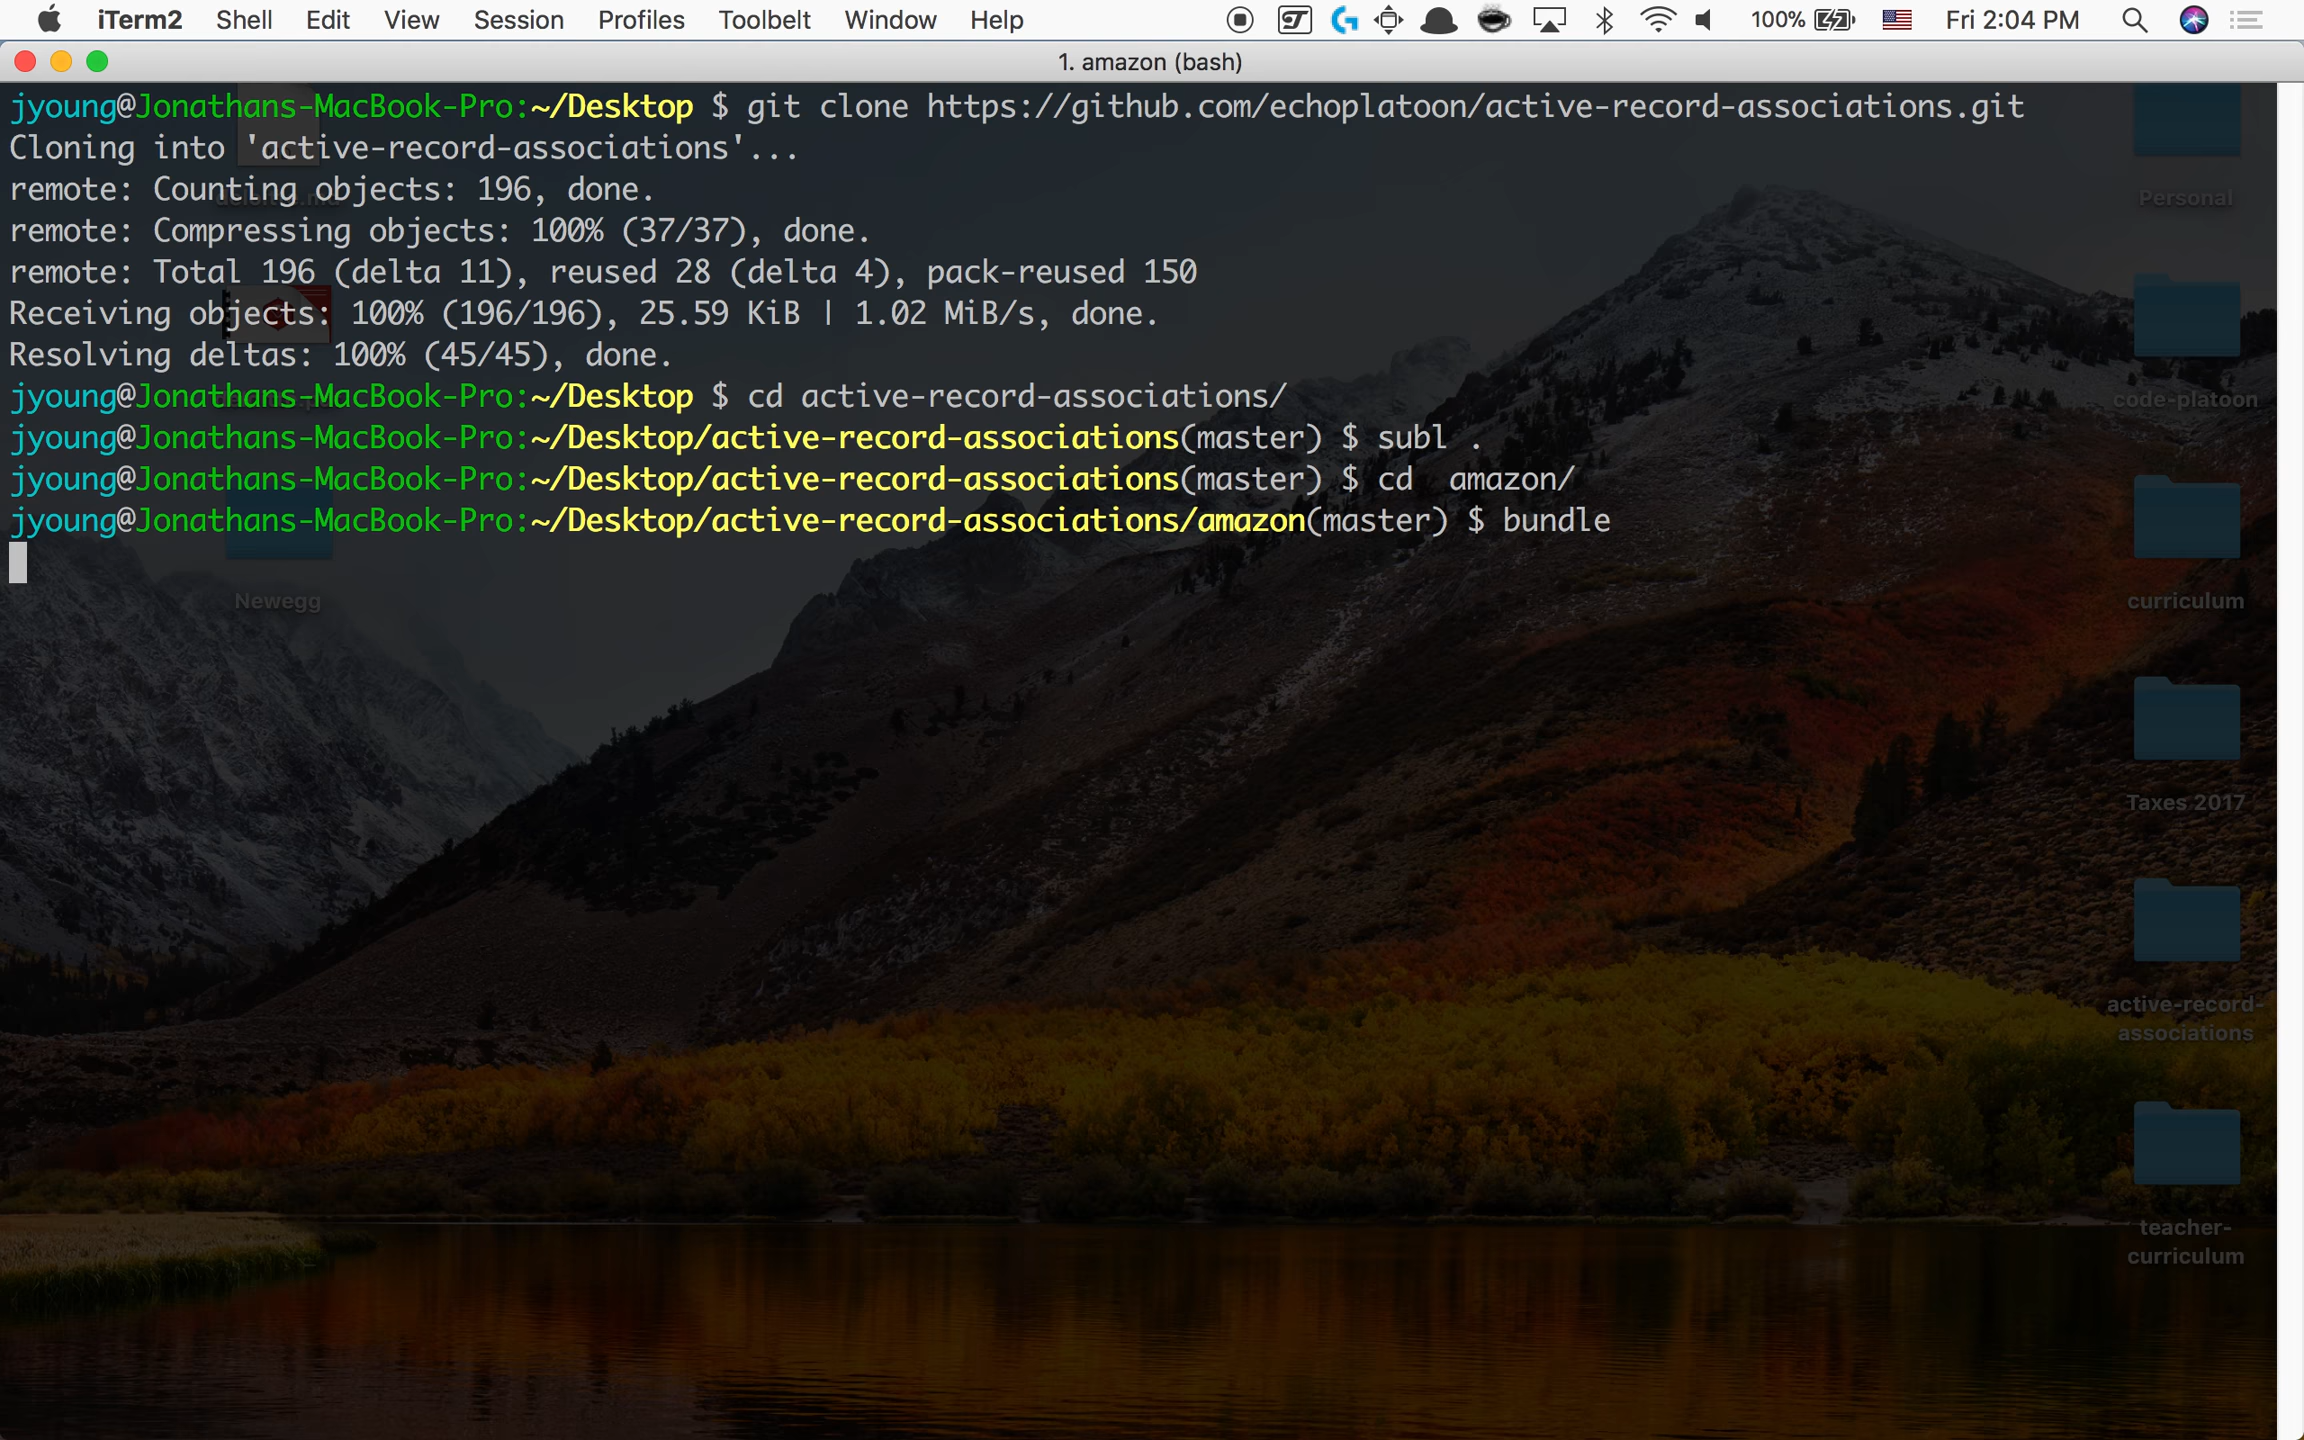 iTerm2 Shell Edit View Session Profiles Toolbelt Window Help 100% Fri 2:04 PM
1. amazon (bash)
jyoung@Jonathans-MacBook-Pro:~/Desktop $ git clone https://github.com/echoplatoon/active-record-associations.git
Cloning into 'active-record-associations'...
remote: Counting objects: 196, done.
remote: Compressing objects: 100% (37/37), done.
remote: Total 196 (delta 11), reused 28 (delta 4), pack-reused 150
Receiving objects: 100% (196/196), 25.59 KiB | 1.02 MiB/s, done.
Resolving deltas: 100% (45/45), done.
jyoung@Jonathans-MacBook-Pro:~/Desktop $ cd active-record-associations/
jyoung@Jonathans-MacBook-Pro:~/Desktop/active-record-associations(master) $ subl .
jyoung@Jonathans-MacBook-Pro:~/Desktop/active-record-associations(master) $ cd  amazon/
jyoung@Jonathans-MacBook-Pro:~/Desktop/active-record-associations/amazon(master) $ bundle
Newegg
Personal
code-platoon
curriculum
Taxes 2017
active-record-
associations
teacher-
curriculum